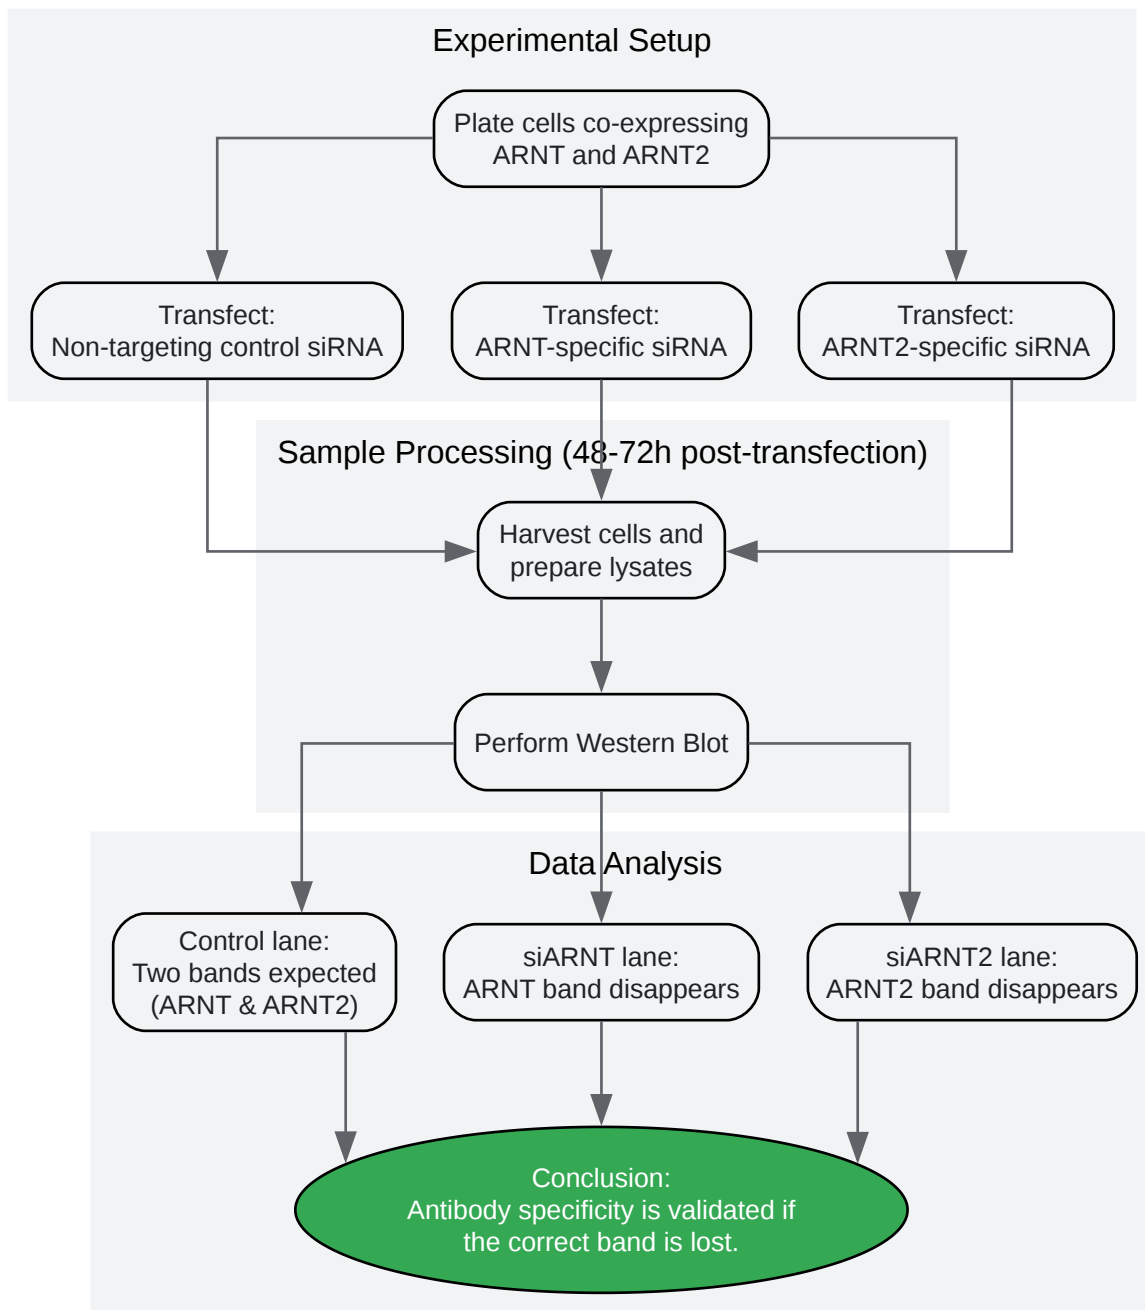 Experimental Setup
Plate cells co-expressing
ARNT and ARNT2
Transfect:
Non-targeting control siRNA
Transfect:
ARNT-specific siRNA
Transfect:
ARNT2-specific siRNA
Sample Processing (48-72h post-transfection)
Harvest cells and
prepare lysates
Perform Western Blot
Data Analysis
Control lane:
Two bands expected
(ARNT & ARNT2)
siARNT lane:
ARNT band disappears
siARNT2 lane:
ARNT2 band disappears
Conclusion:
Antibody specificity is validated if
the correct band is lost.